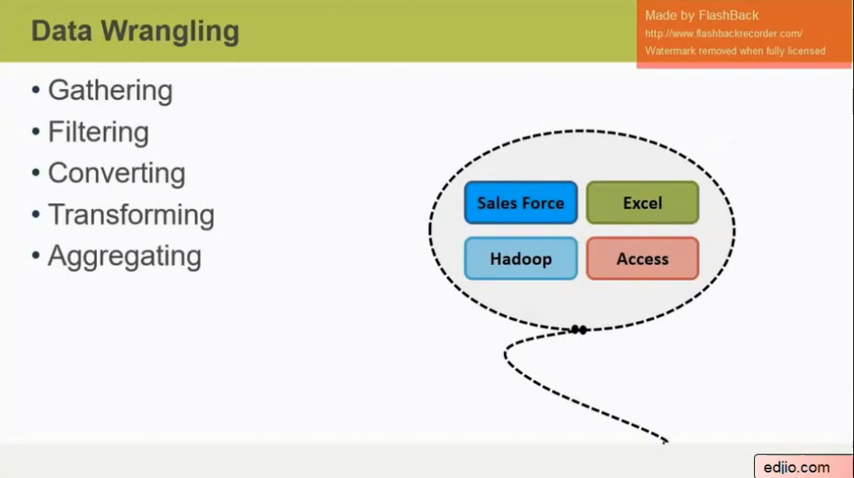 Data Wrangling
Made by FlashBack
http://www.flashbackrecorder.com/
Watermark removed when fully licensed
• Gathering
• Filtering
• Converting
• Transforming
• Aggregating
Sales Force
Excel
Hadoop
Access
edjio.com